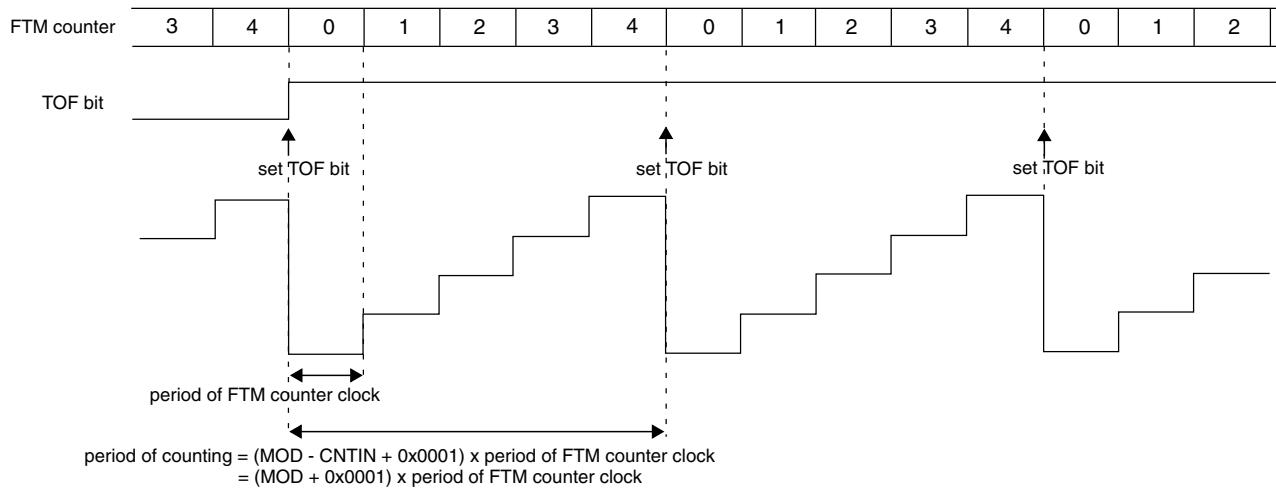 FTM counter 3 4 0 1 2 3 4 0 1 2 3 4 0 1 2
TOF bit
set TOF bit set TOF bit set TOF bit
period of FTM counter clock
period of counting = (MOD - CNTIN + 0x0001) x period of FTM counter clock
= (MOD + 0x0001) x period of FTM counter clock